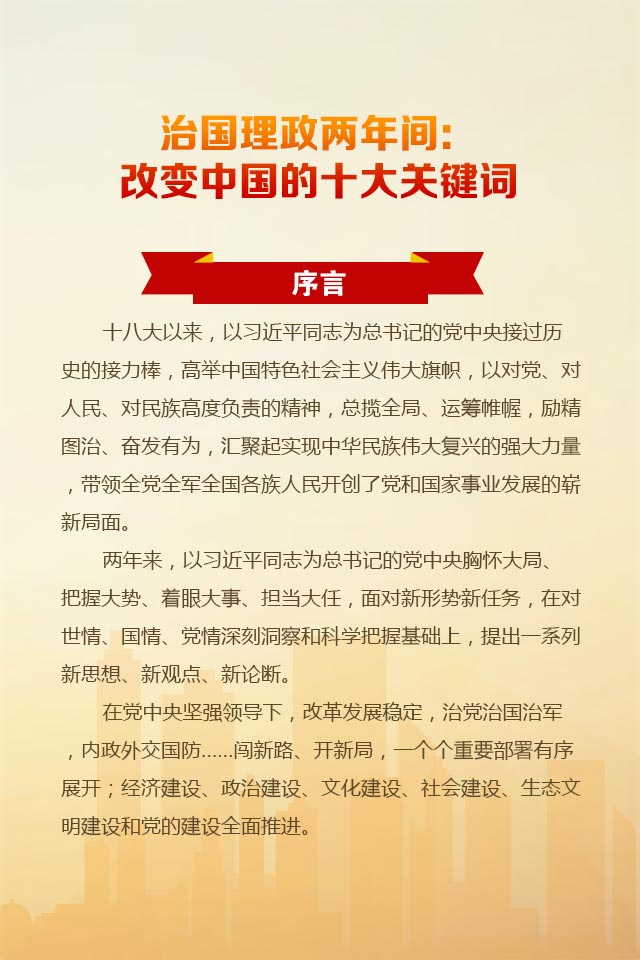 治国理政两年间:
改变中国的十大关键词
序言
十八大以来，以习近平同志为总书记的党中央接过历
史的接力棒，高举中国特色社会主义伟大旗帜，以对党、对
人民、对民族高度负责的精神，总揽全局、运筹帷幄，励精
图治、奋发有为，汇聚起实现中华民族伟大复兴的强大力量
，带领全党全军全国各族人民开创了党和国家事业发展的崭
新局面。
两年来，以习近平同志为总书记的党中央胸怀大局、
把握大势、着眼大事、担当大任，面对新形势新任务，在对
世情、国情、党情深刻洞察和科学把握基础上，提出一系列
新思想、新观点、新论断。
在党中央坚强领导下，改革发展稳定，治党治国治军
，内政外交国防......闯新路、开新局，一个个重要部署有序
展开；经济建设、政治建设、文化建设、社会建设、生态文
明建设和党的建设全面推进。